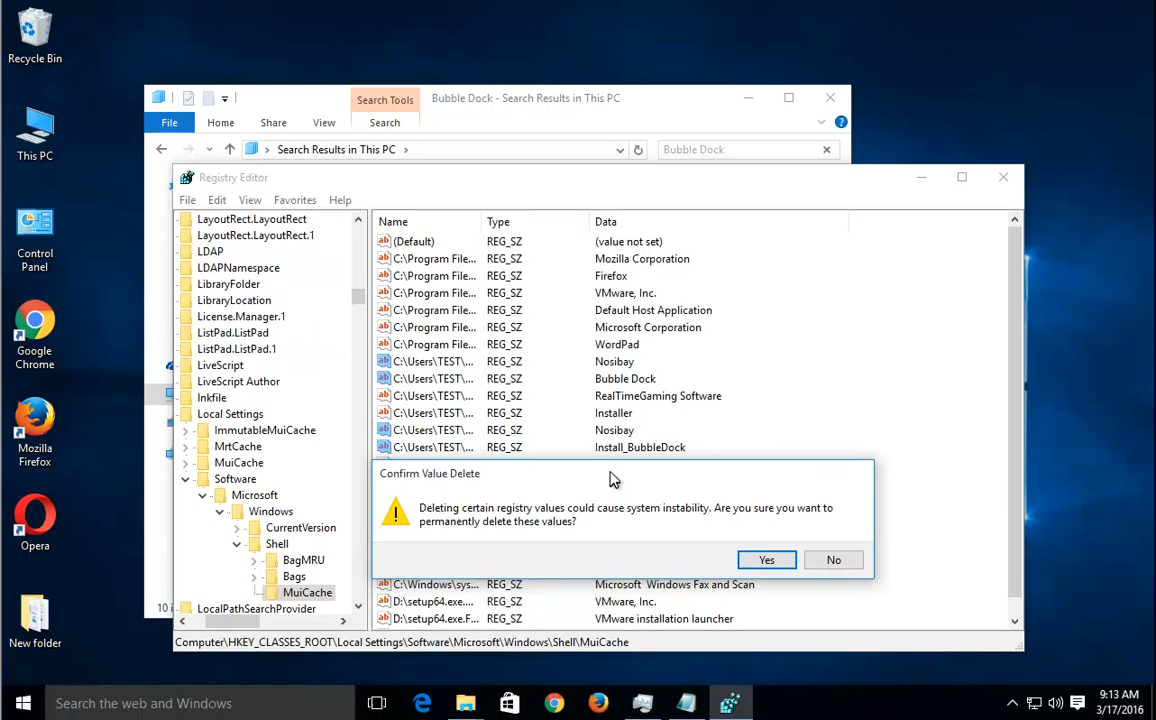 Recycle Bin
This PC
Control
Panel
Google
Chrome
Mozilla
Firefox
Opera
New folder
Search Tools
Bubble Dock - Search Results in This PC
File
Home
Share
View
Search
Search Results in This PC
Bubble Dock
10 i
Registry Editor
File Edit View Favorites Help
LayoutRect.LayoutRect
LayoutRect.LayoutRect.1
LDAP
LDAPNamespace
LibraryFolder
LibraryLocation
License.Manager.1
ListPad.ListPad
ListPad.ListPad.1
LiveScript
LiveScript Author
lnkfile
Local Settings
ImmutableMuiCache
MrtCache
MuiCache
Software
Microsoft
Windows
CurrentVersion
Shell
BagMRU
Bags
MuiCache
LocalPathSearchProvider
Name Type Data
(Default) REG_SZ (value not set)
C:\Program File... REG_SZ Mozilla Corporation
C:\Program File... REG_SZ Firefox
C:\Program File... REG_SZ VMware, Inc.
C:\Program File... REG_SZ Default Host Application
C:\Program File... REG_SZ Microsoft Corporation
C:\Program File... REG_SZ WordPad
C:\Users\TEST\... REG_SZ Nosibay
C:\Users\TEST\... REG_SZ Bubble Dock
C:\Users\TEST\... REG_SZ RealTimeGaming Software
C:\Users\TEST\... REG_SZ Installer
C:\Users\TEST\... REG_SZ Nosibay
C:\Users\TEST\... REG_SZ Install_BubbleDock
Confirm Value Delete
Deleting certain registry values could cause system instability. Are you sure you want to
permanently delete these values?
Yes
No
C:\Windows\sys... REG_SZ Microsoft Windows Fax and Scan
D:\setup64.exe.... REG_SZ VMware, Inc.
D:\setup64.exe.F... REG_SZ VMware installation launcher
Computer\HKEY_CLASSES_ROOT\Local Settings\Software\Microsoft\Windows\Shell\MuiCache
Search the web and Windows
9:13 AM
3/17/2016